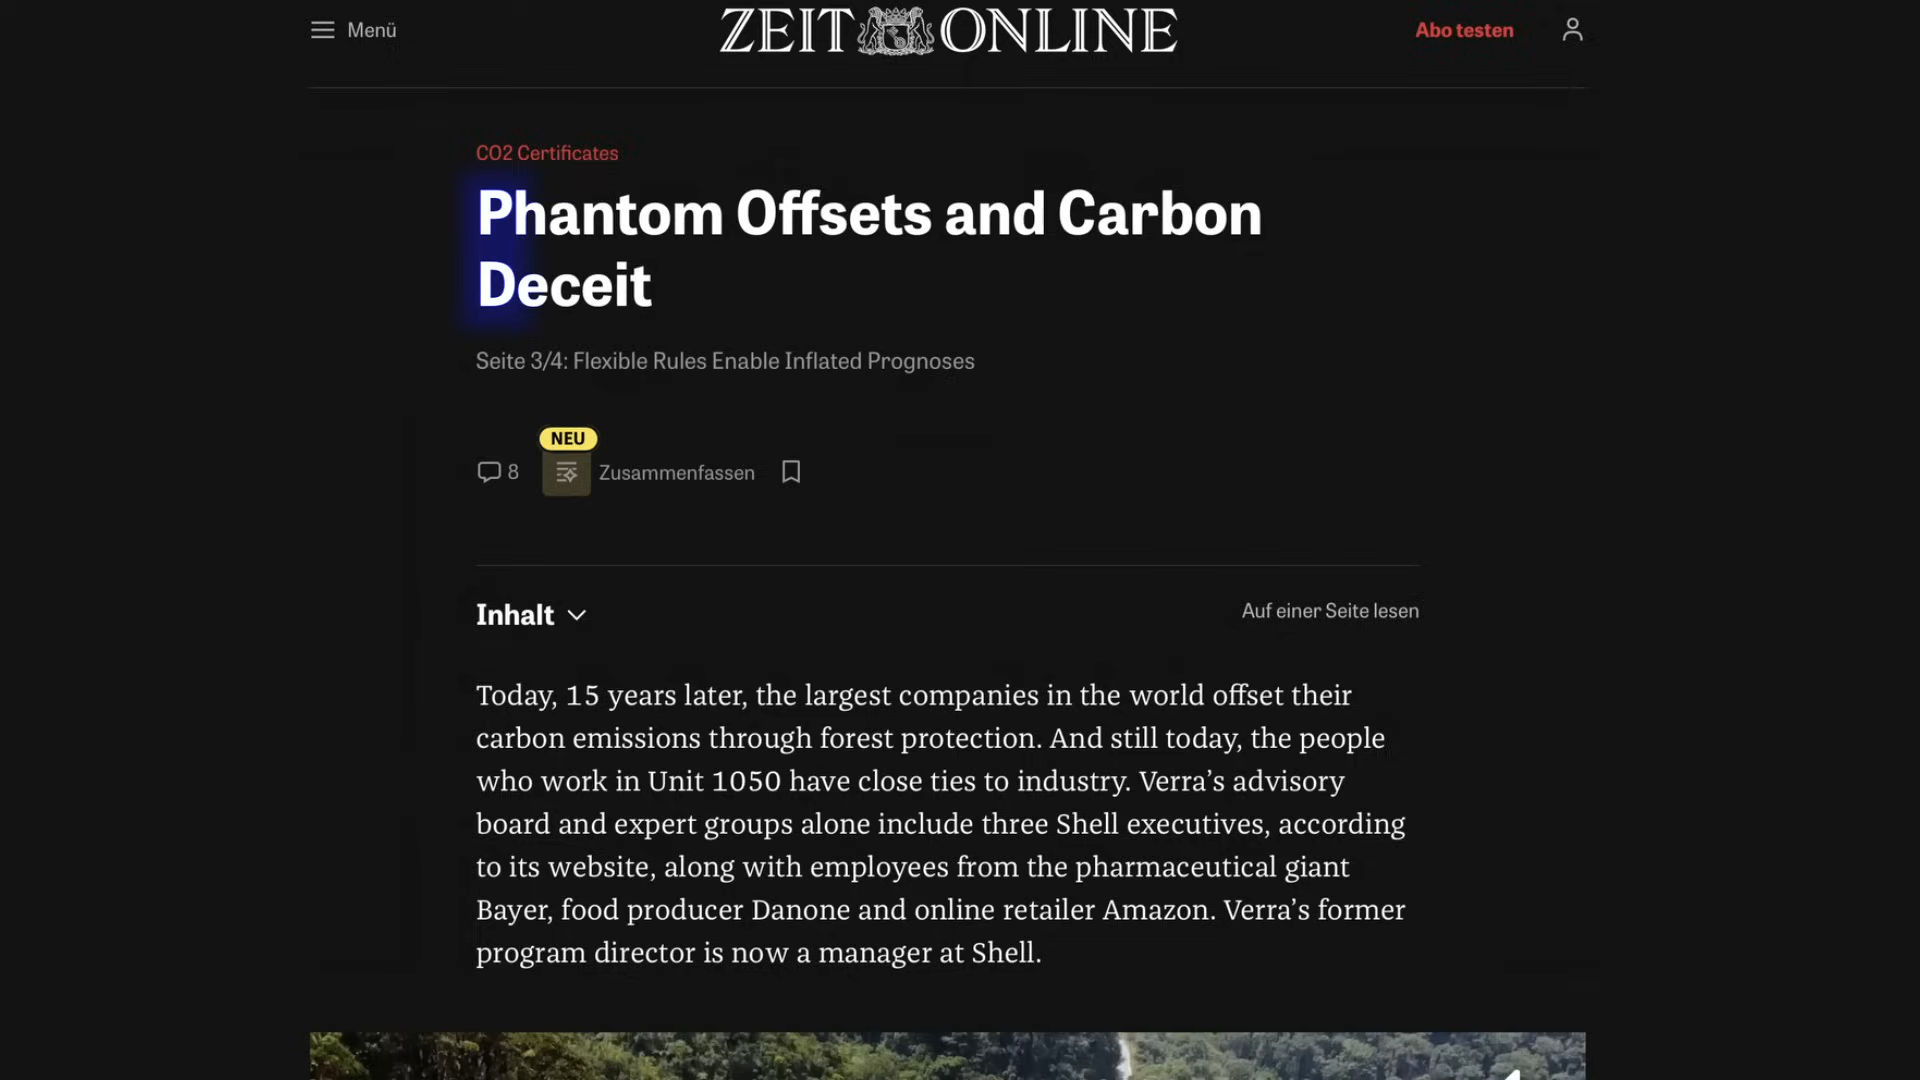 Menü
ZEIT ONLINE
Abo testen
CO2 Certificates
Phantom Offsets and Carbon
Deceit
Seite 3/4: Flexible Rules Enable Inflated Prognoses
8
NEU
Zusammenfassen
Inhalt
Auf einer Seite lesen
Today, 15 years later, the largest companies in the world offset their
carbon emissions through forest protection. And still today, the people
who work in Unit 1050 have close ties to industry. Verra’s advisory
board and expert groups alone include three Shell executives, according
to its website, along with employees from the pharmaceutical giant
Bayer, food producer Danone and online retailer Amazon. Verra’s former
program director is now a manager at Shell.